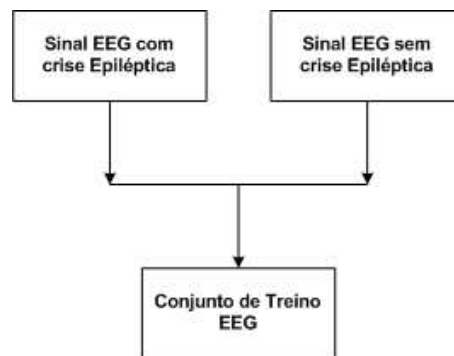 Sinal EEG com
crise Epiléptica
Sinal EEG sem
crise Epiléptica
Conjunto de Treino
EEG